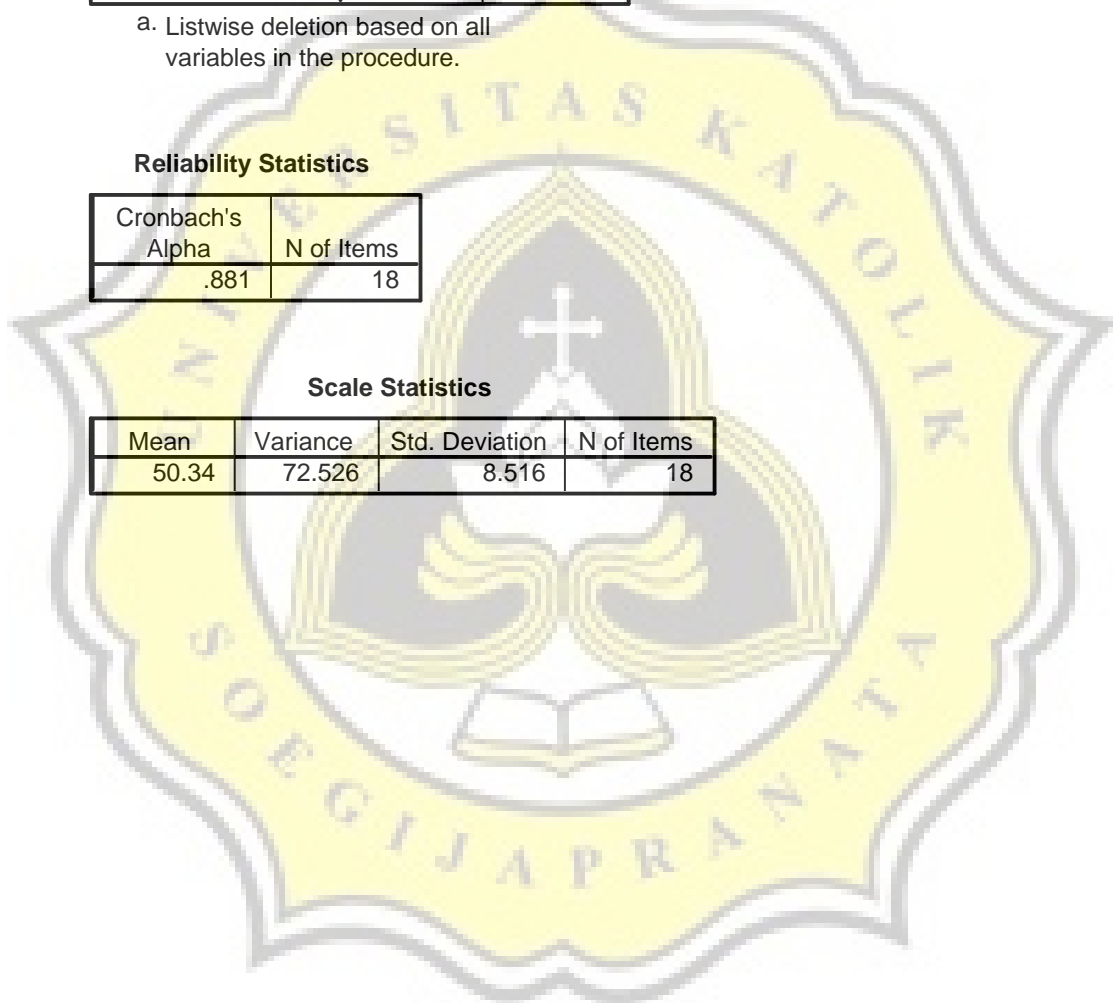 a. Listwise deletion based on all
variables in the procedure.
Reliability Statistics
Cronbach's
Alpha N of Items
.881 18
Scale Statistics
Mean Variance Std. Deviation N of Items
50.34 72.526 8.516 18
UNIVERSITAS KATOLIK
SOEGIJAPRANATA